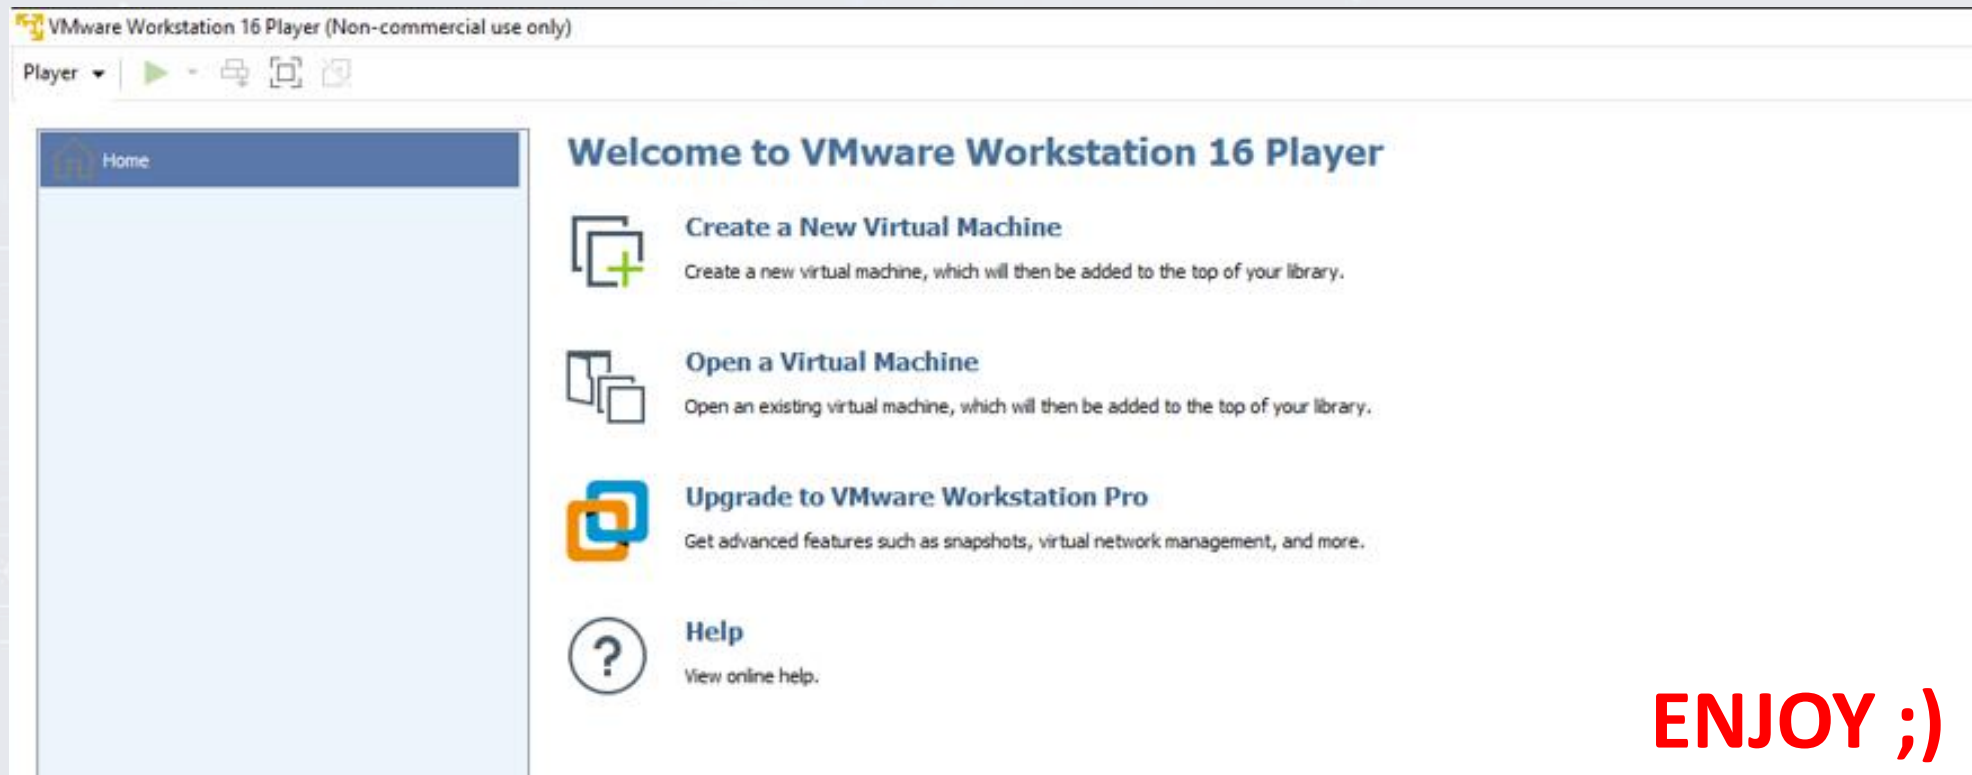 VMware Workstation 16 Player (Non-commercial use only)
Player
Home
Welcome to VMware Workstation 16 Player
Create a New Virtual Machine
Create a new virtual machine, which will then be added to the top of your library.
Open a Virtual Machine
Open an existing virtual machine, which will then be added to the top of your library.
Upgrade to VMware Workstation Pro
Get advanced features such as snapshots, virtual network management, and more.
?
Help
View online help.
ENJOY ;)